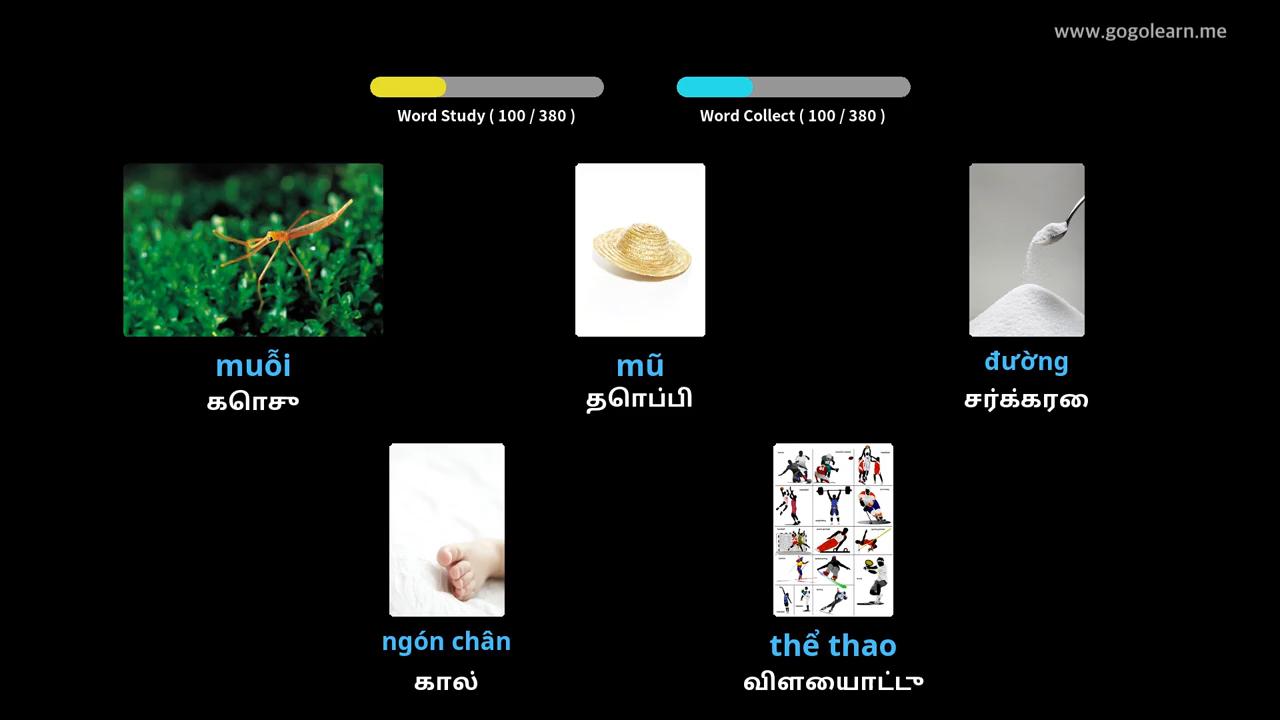 www.gogolearn.me
Word Study ( 100 / 380 )
Word Collect ( 100 / 380 )
muỗi
கொசு
mũ
தொப்பி
đường
சர்க்கரை
ngón chân
கால்
thể thao
விளையாட்டு